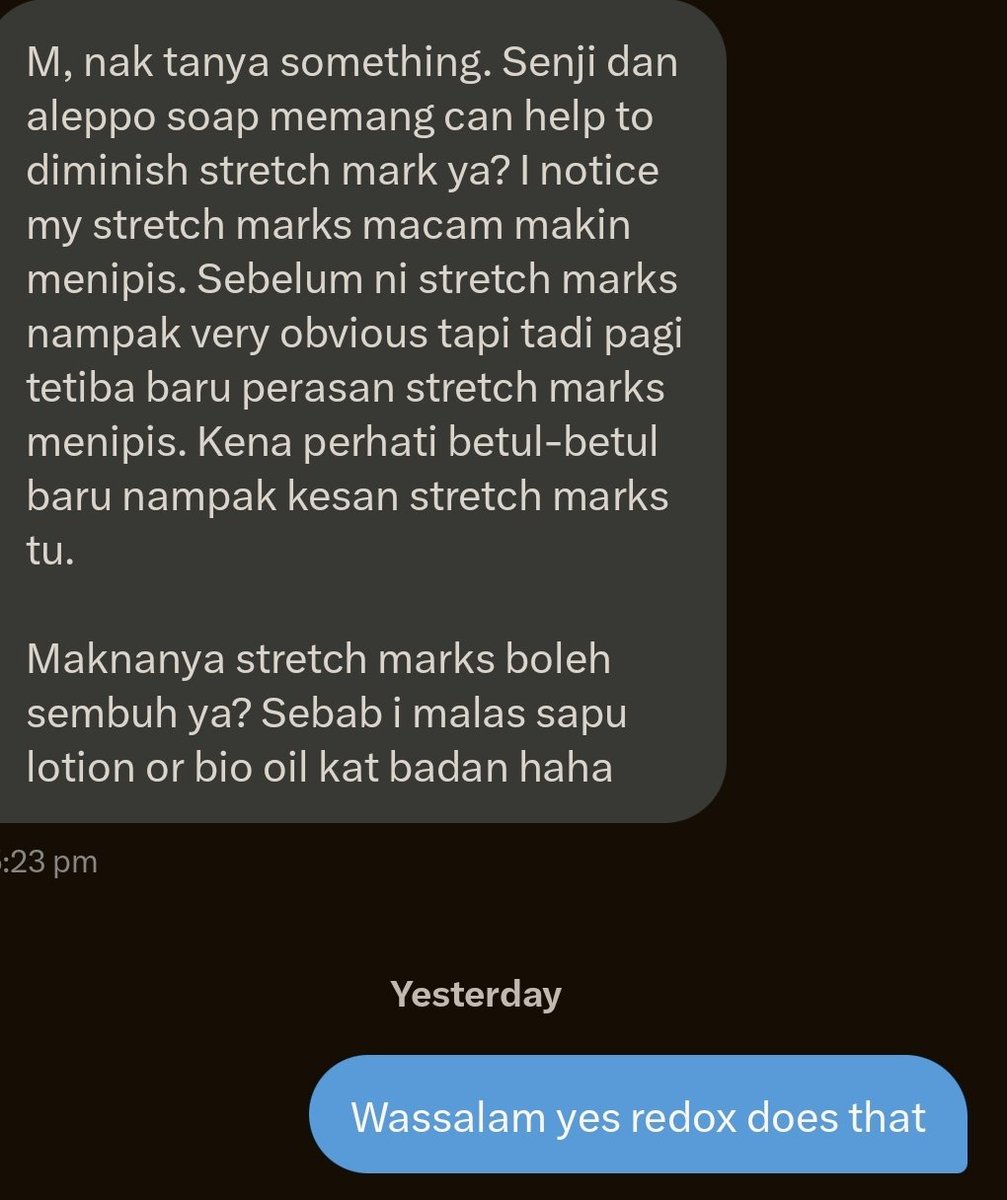 M, nak tanya something. Senji dan
aleppo soap memang can help to
diminish stretch mark ya? I notice
my stretch marks macam makin
menipis. Sebelum ni stretch marks
nampak very obvious tapi tadi pagi
tetiba baru perasan stretch marks
menipis. Kena perhati betul-betul
baru nampak kesan stretch marks
tu.
Maknanya stretch marks boleh
sembuh ya? Sebab i malas sapu
lotion or bio oil kat badan haha
:23 pm
Yesterday
Wassalam yes redox does that